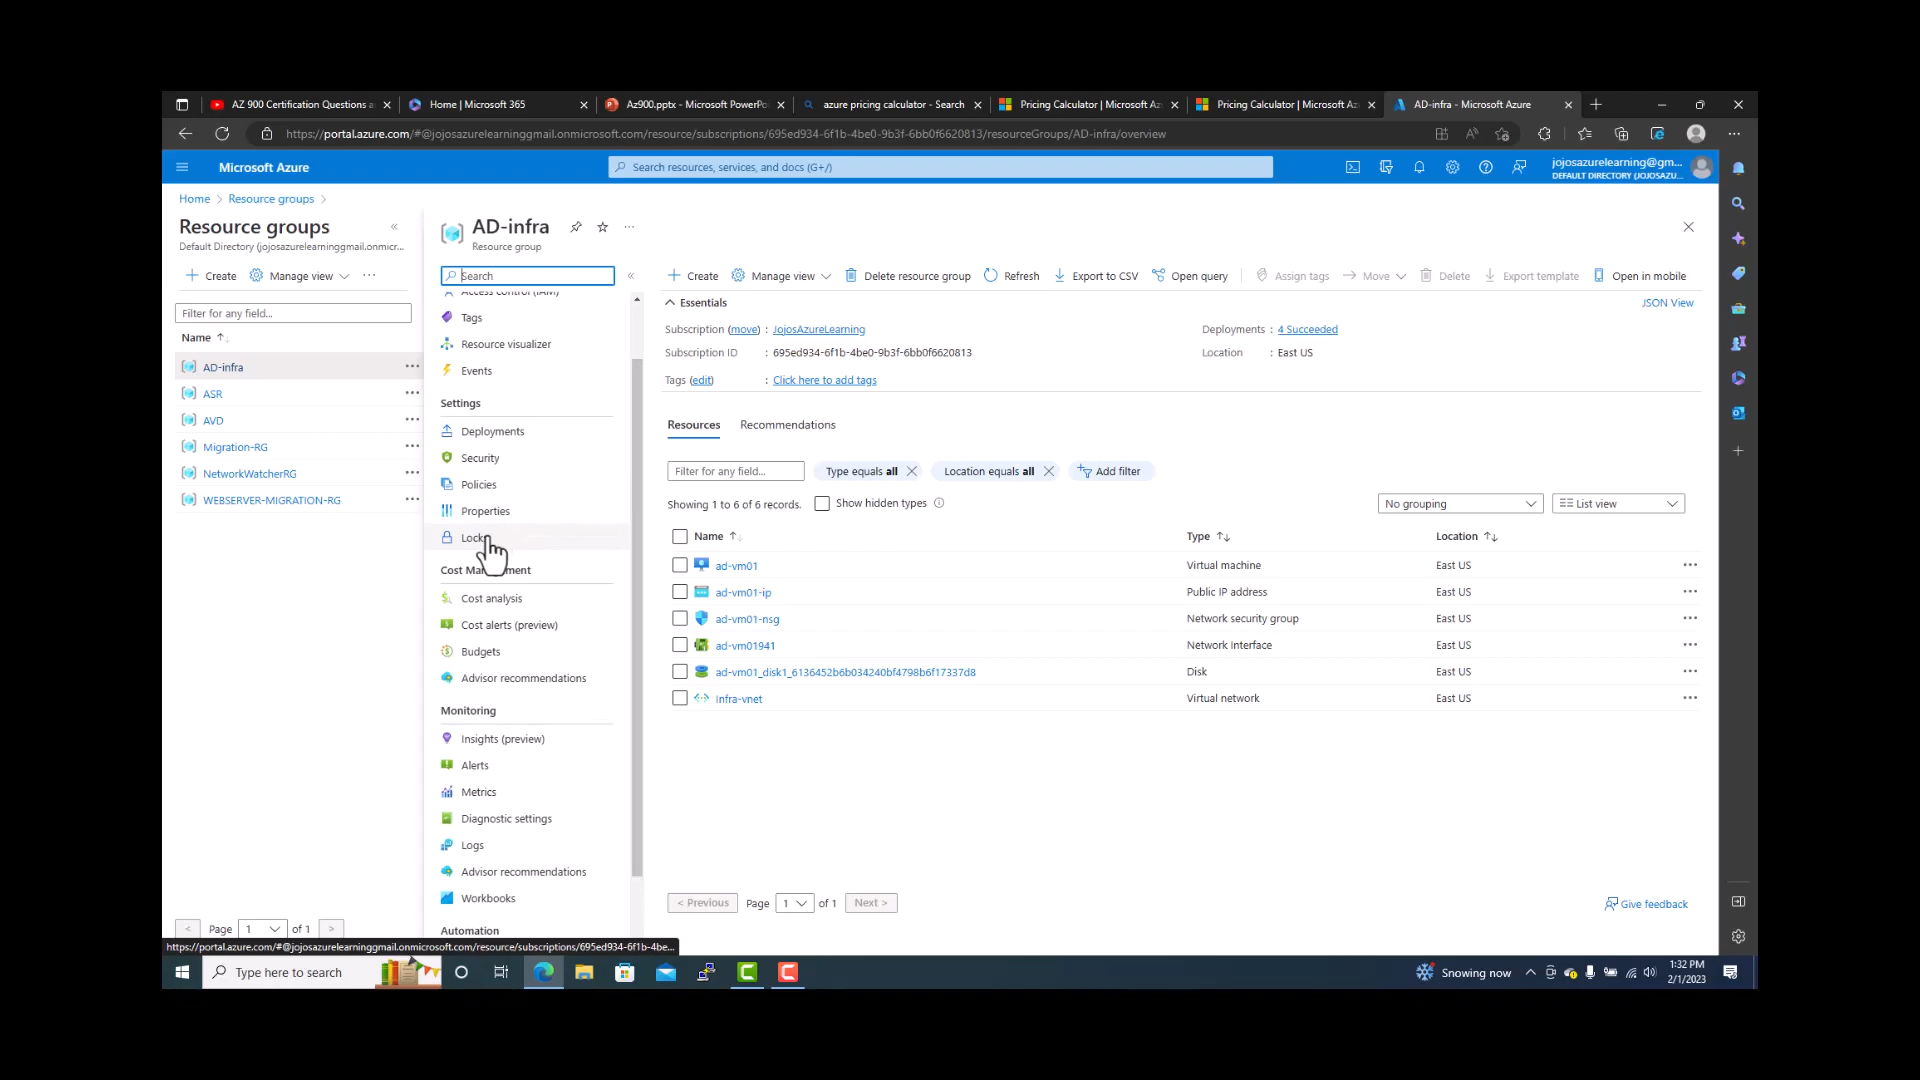 AZ 900 Certification Questions a
Home | Microsoft 365
Az900.pptx - Microsoft PowerPo
azure pricing calculator - Search
Pricing Calculator | Microsoft Az
Pricing Calculator | Microsoft Az
AD-infra - Microsoft Azure
https://portal.azure.com/#@jojosazurelearninggmail.onmicrosoft.com/resource/subscriptions/695ed934-6f1b-4be0-9b3f-6bb0f6620813/resourceGroups/AD-infra/overview
Microsoft Azure
Search resources, services, and docs (G+/)
jojosazurelearning@gm...
DEFAULT DIRECTORY (JOJOSAZU...
Home > Resource groups >
Resource groups
Default Directory (jojosazurelearninggmail.onmicr...
Create
Manage view
Filter for any field...
Name
AD-infra
ASR
AVD
Migration-RG
NetworkWatcherRG
WEBSERVER-MIGRATION-RG
< Page 1 of 1 >
AD-infra
Resource group
Search
Access control (IAM)
Tags
Resource visualizer
Events
Settings
Deployments
Security
Policies
Properties
Cost analysis
Cost alerts (preview)
Budgets
Advisor recommendations
Monitoring
Insights (preview)
Alerts
Metrics
Diagnostic settings
Logs
Advisor recommendations
Workbooks
Automation
Create
Manage view
Delete resource group
Refresh
Export to CSV
Open query
Assign tags
Move
Delete
Export template
Open in mobile
Essentials
JSON View
Subscription (move) : JojosAzureLearning
Deployments : 4 Succeeded
Subscription ID : 695ed934-6f1b-4be0-9b3f-6bb0f6620813
Location : East US
Tags (edit) : Click here to add tags
Resources
Recommendations
Filter for any field...
Type equals all
Location equals all
Add filter
Showing 1 to 6 of 6 records.
Show hidden types
No grouping
List view
Name Type Location
ad-vm01 Virtual machine East US
ad-vm01-ip Public IP address East US
ad-vm01-nsg Network security group East US
ad-vm01941 Network Interface East US
ad-vm01_disk1_6136452b6b034240bf4798b6f17337d8 Disk East US
Infra-vnet Virtual network East US
< Previous Page 1 of 1 Next >
Give feedback
https://portal.azure.com/#@jojosazurelearninggmail.onmicrosoft.com/resource/subscriptions/695ed934-6f1b-4be...
Type here to search
Snowing now
1:32 PM
2/1/2023